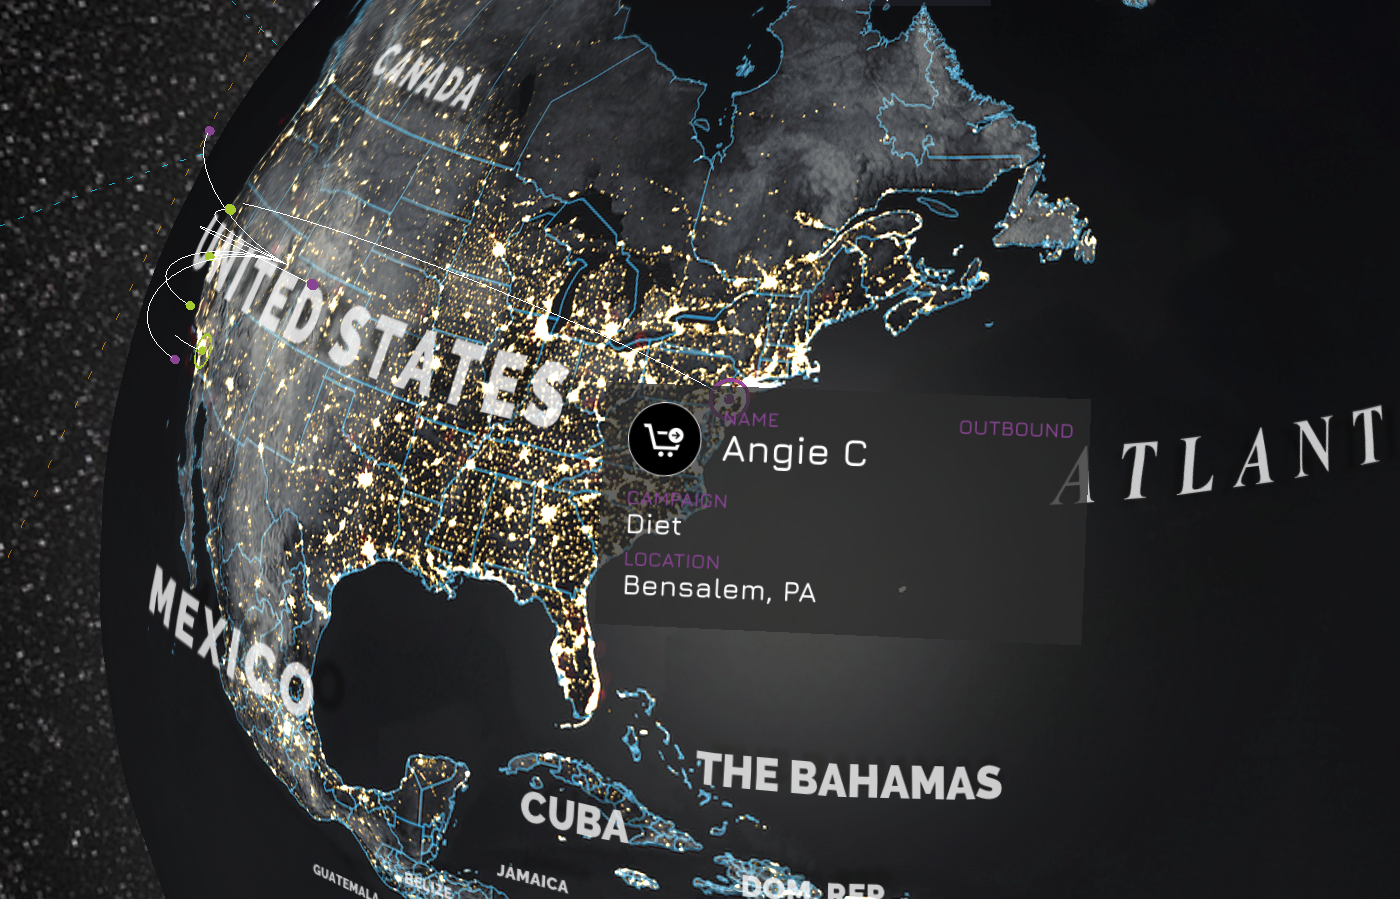 CANADA
UNITED STATES
NAME
OUTBOUND
Angie C
CAMPAIGN
Diet
LOCATION
Bensalem, PA
ATLANT
MEXICO
THE BAHAMAS
CUBA
JAMAICA
GUATEMALA
BELIZE
DOM. REP.